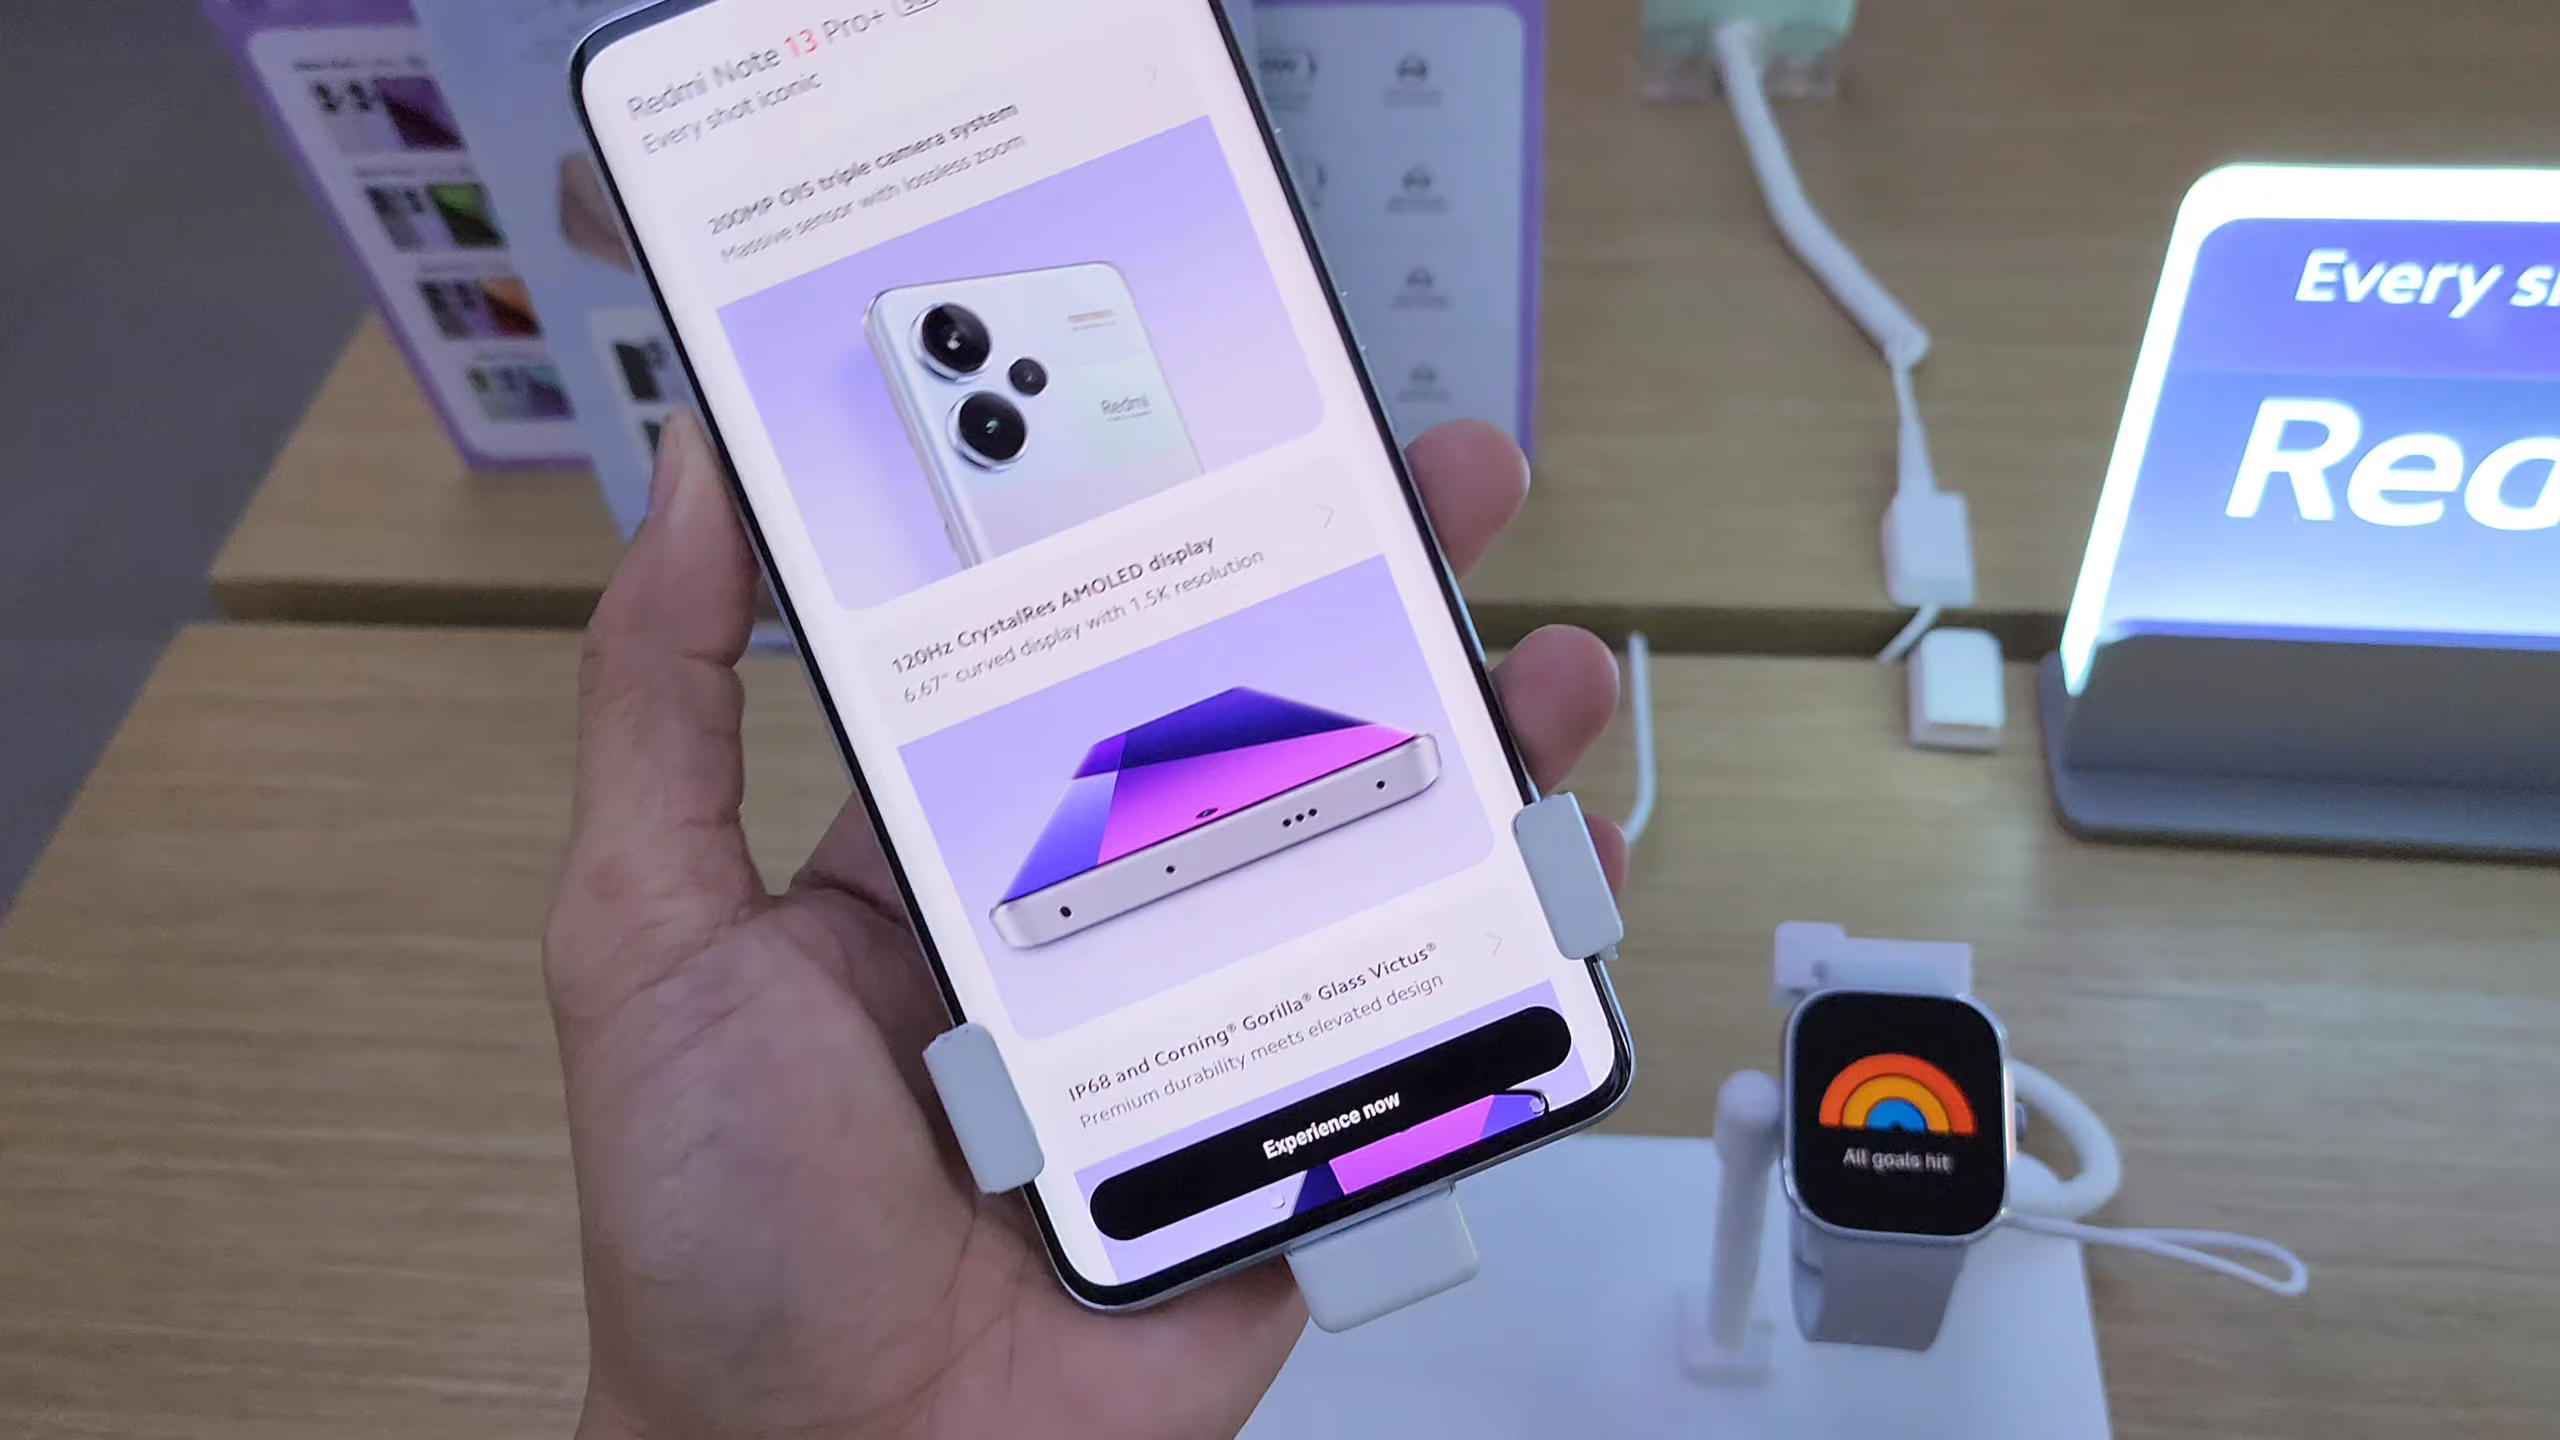 Redmi Note 13 Pro+ 5G
Every shot iconic
200MP OIS triple camera system
Massive sensor with lossless zoom
Redmi
120Hz CrystalRes AMOLED display
6.67" curved display with 1.5K resolution
IP68 and Corning® Gorilla® Glass Victus®
Premium durability meets elevated design
Experience now
Every s
Red
All goals hit